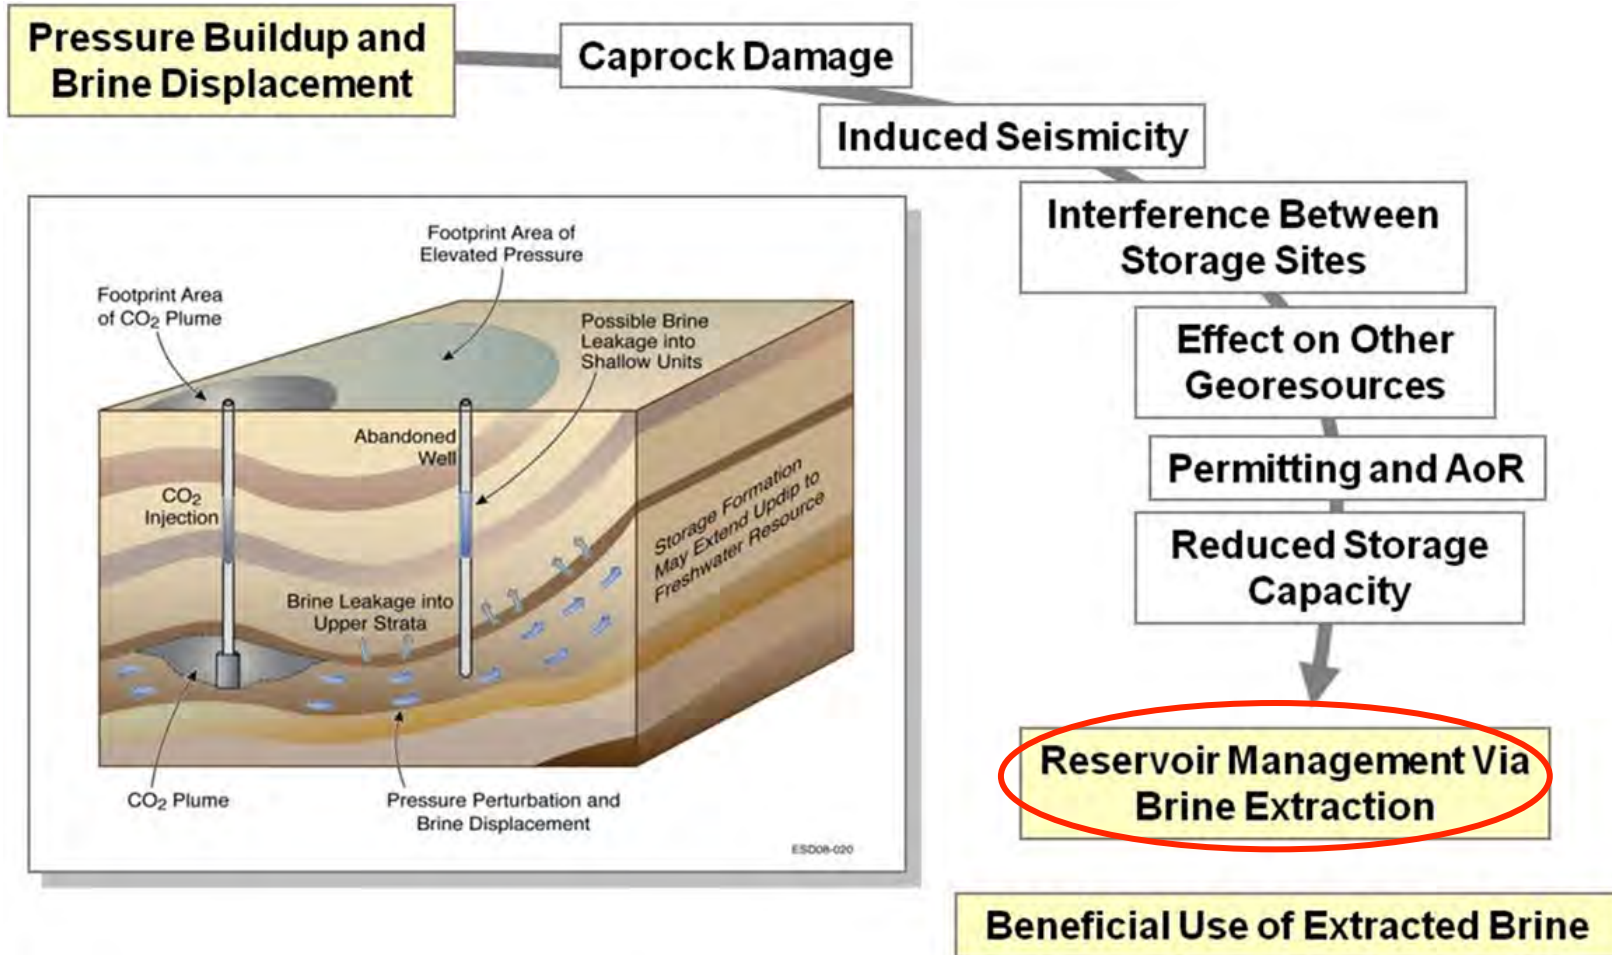 Pressure Buildup and
Brine Displacement
Caprock Damage
Induced Seismicity
Interference Between
Storage Sites
Effect on Other
Georesources
Permitting and AoR
Reduced Storage
Capacity
Reservoir Management Via
Brine Extraction
Beneficial Use of Extracted Brine
Footprint Area of
Elevated Pressure
Footprint Area
of CO₂ Plume
Possible Brine
Leakage into
Shallow Units
Abandoned
Well
CO₂
Injection
Storage Formation
May Extend Updip to
Freshwater Resource
Brine Leakage into
Upper Strata
CO₂ Plume
Pressure Perturbation and
Brine Displacement
ESD08-020